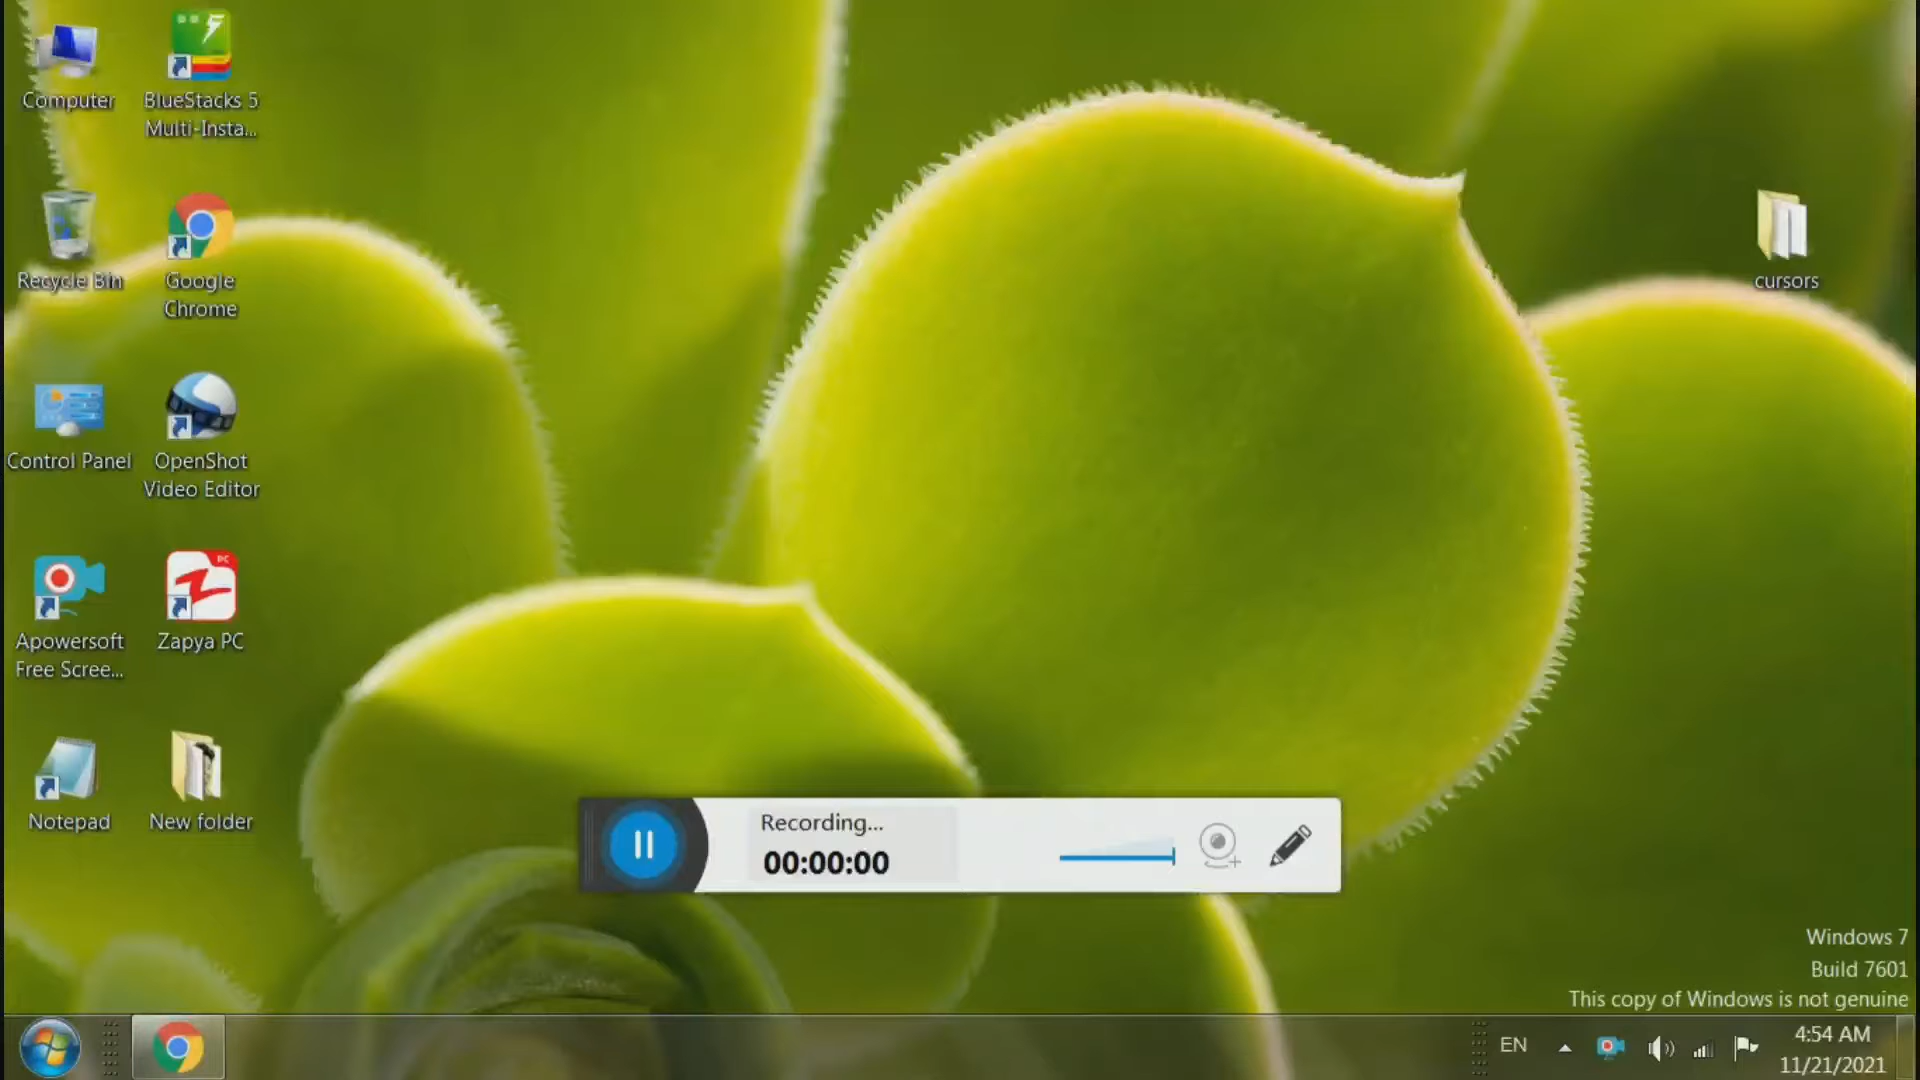 Computer
BlueStacks 5
Multi-Insta...
Recycle Bin
Google
Chrome
cursors
Control Panel
OpenShot
Video Editor
Apowersoft
Free Scree...
PC
Zapya PC
Notepad
New folder
Recording...
00:00:00
Windows 7
Build 7601
This copy of Windows is not genuine
EN
4:54 AM
11/21/2021